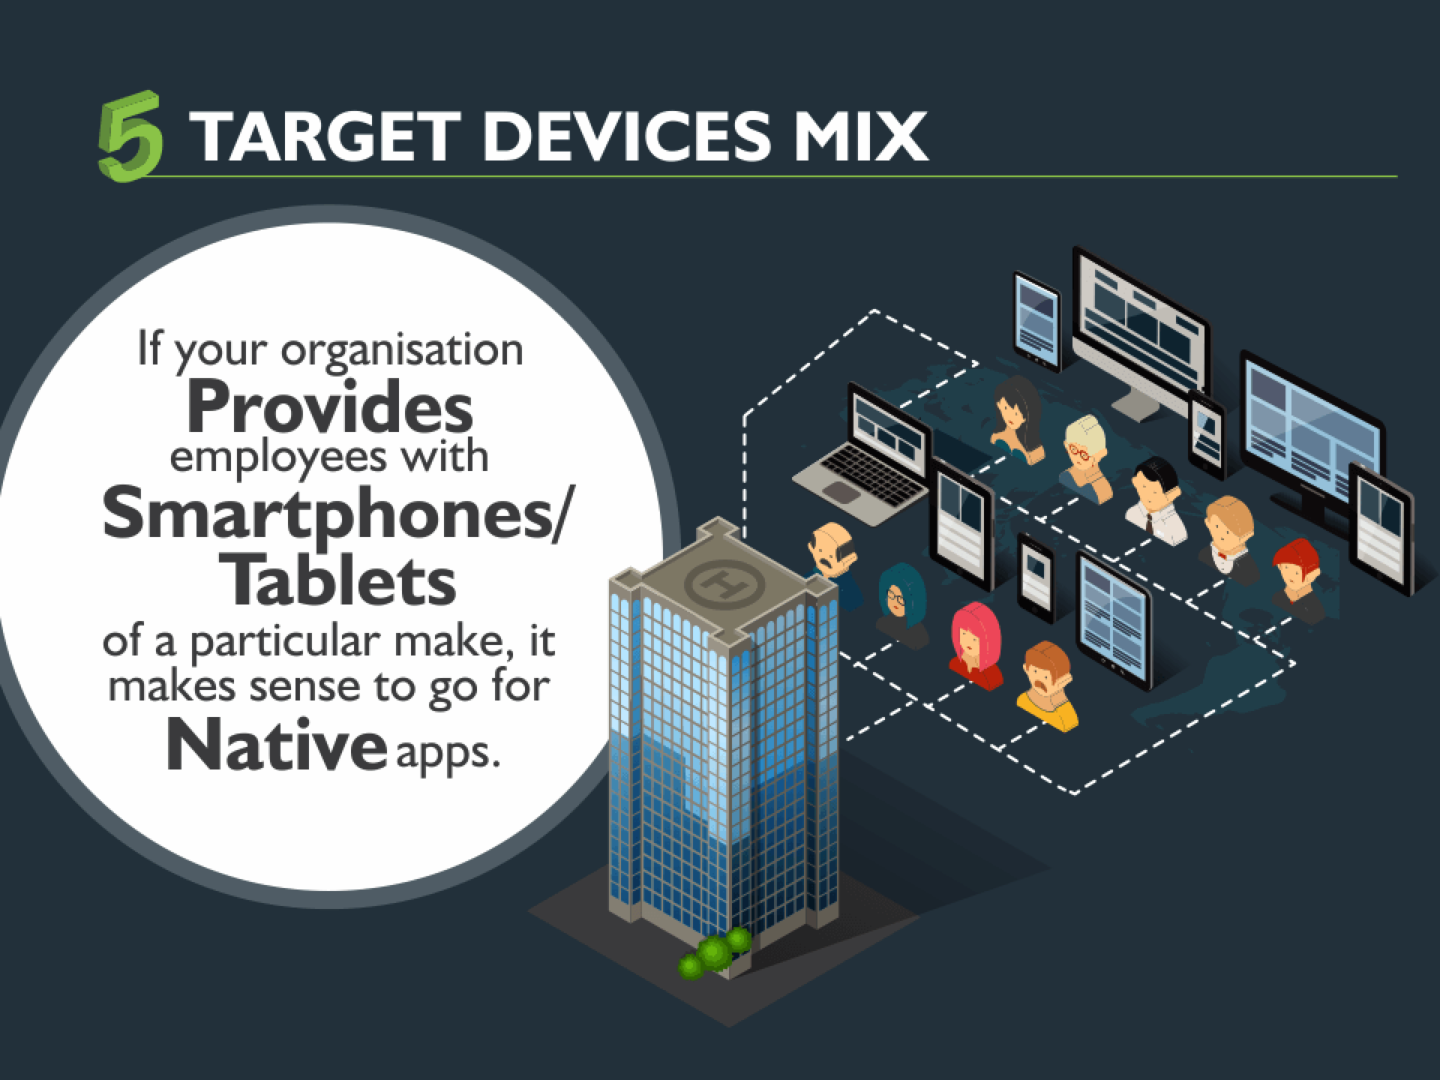 5 TARGET DEVICES MIX
If your organisation
Provides
employees with
Smartphones/
Tablets
of a particular make, it
makes sense to go for
Native apps.
H